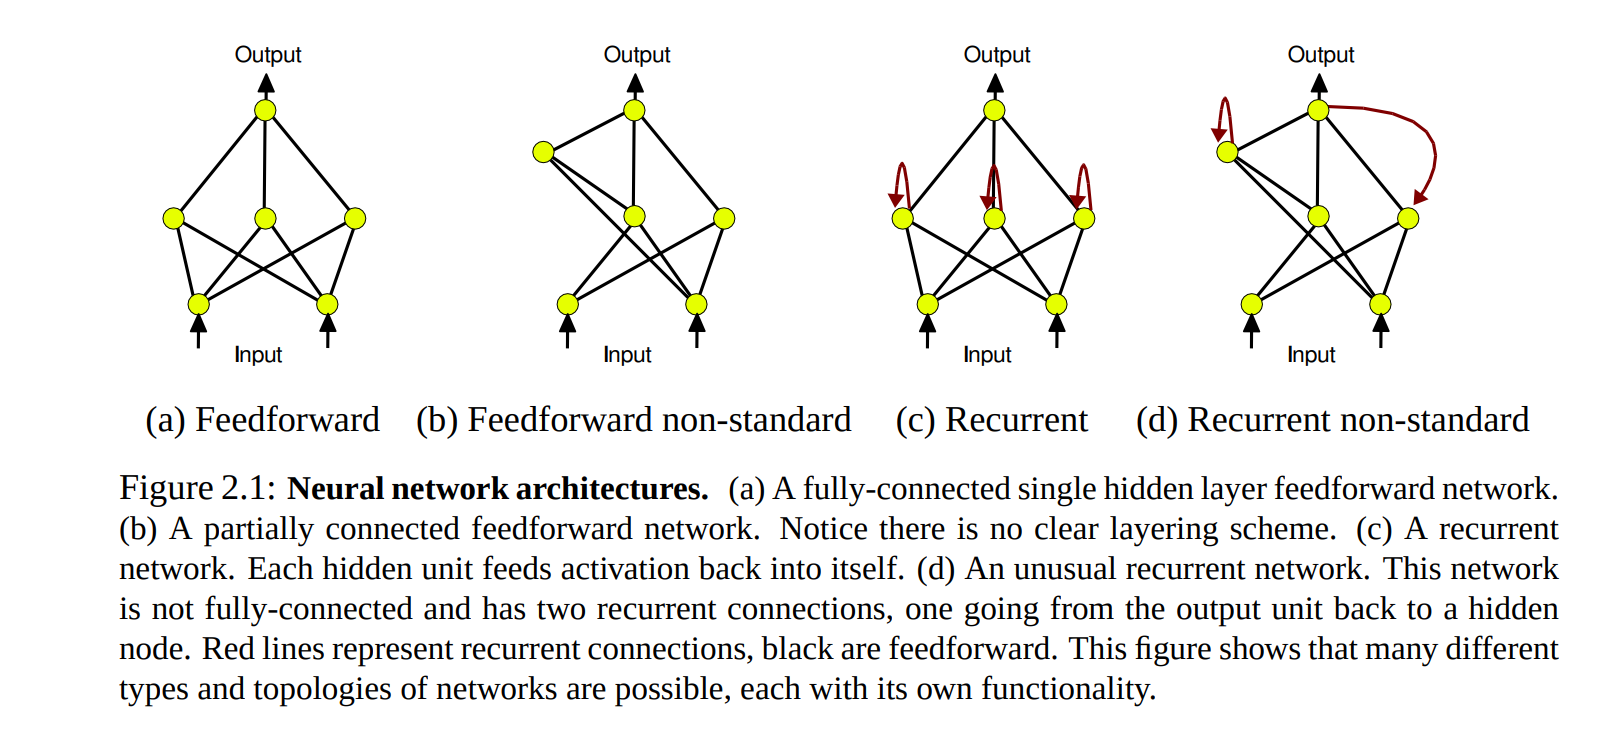 Output Output Output Output
Input Input Input Input
(a) Feedforward (b) Feedforward non-standard (c) Recurrent (d) Recurrent non-standard
Figure 2.1: Neural network architectures. (a) A fully-connected single hidden layer feedforward network.
(b) A partially connected feedforward network. Notice there is no clear layering scheme. (c) A recurrent
network. Each hidden unit feeds activation back into itself. (d) An unusual recurrent network. This network
is not fully-connected and has two recurrent connections, one going from the output unit back to a hidden
node. Red lines represent recurrent connections, black are feedforward. This figure shows that many different
types and topologies of networks are possible, each with its own functionality.